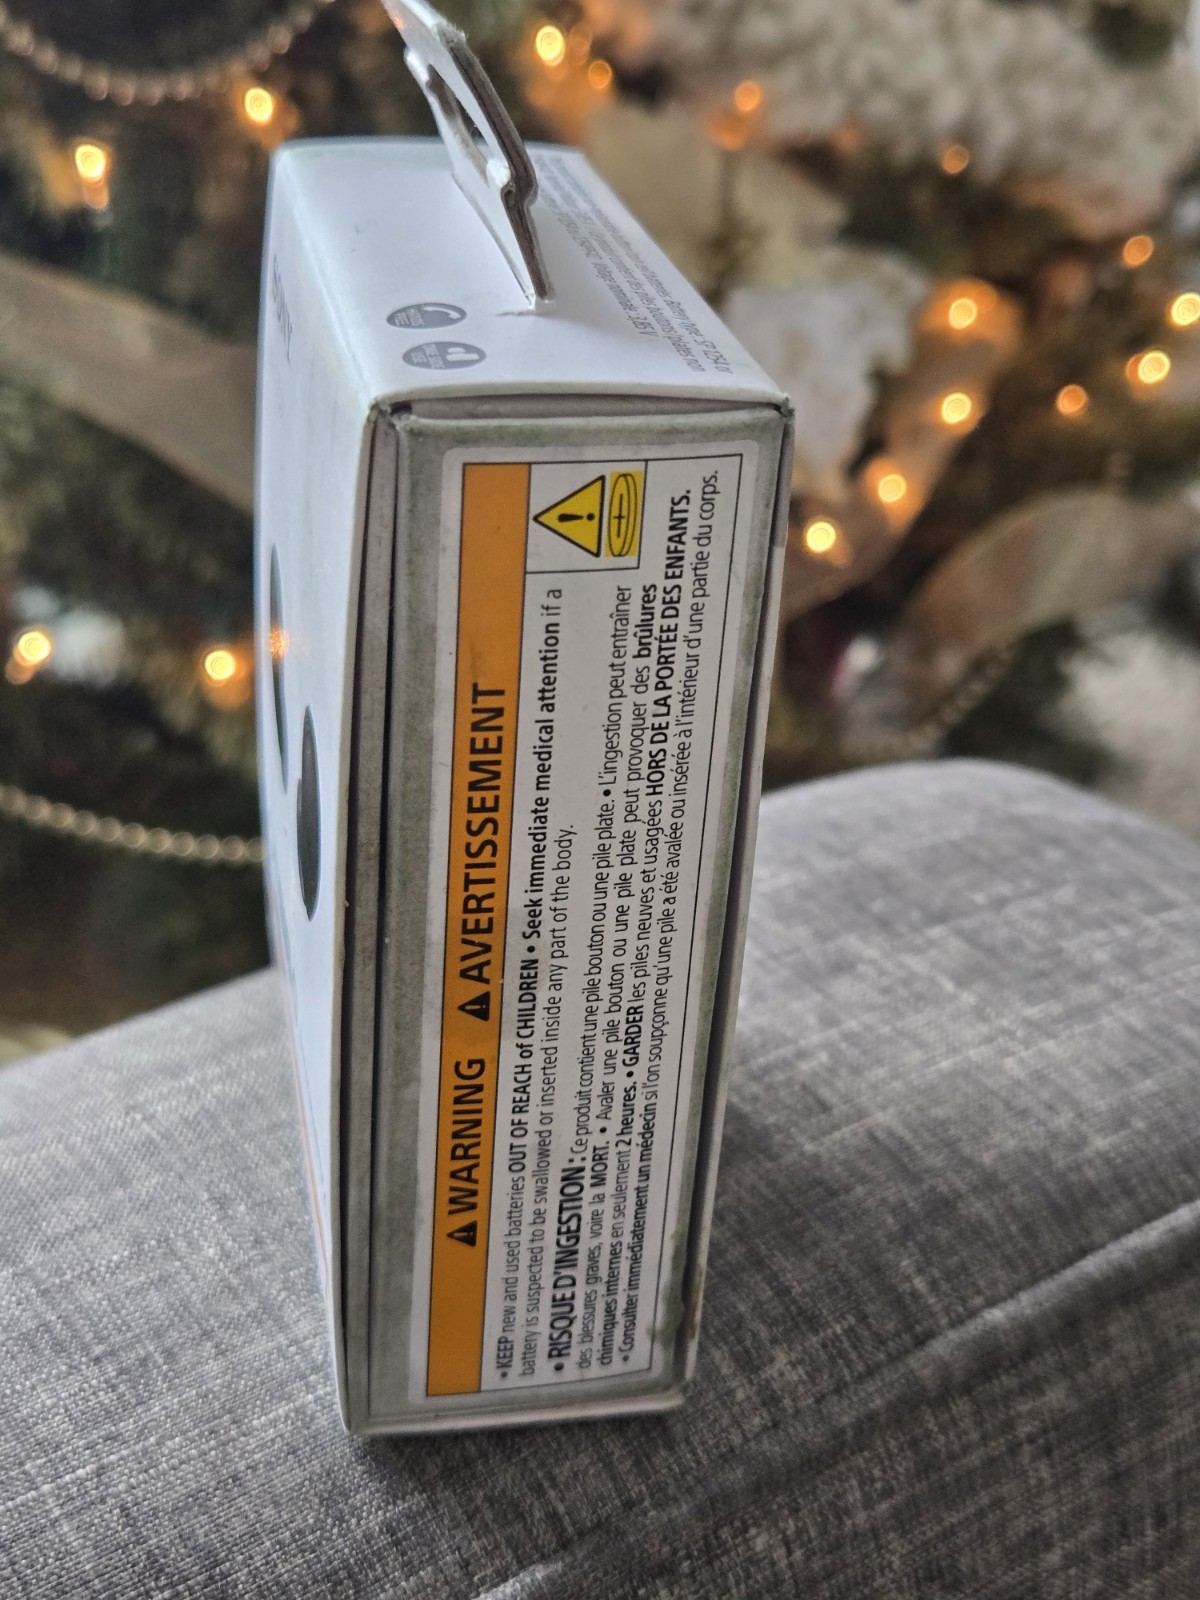 SONY
HANDS
FREE
⚠ WARNING ⚠ AVERTISSEMENT
• KEEP new and used batteries OUT OF REACH of CHILDREN • Seek immediate medical attention if a
battery is suspected to be swallowed or inserted inside any part of the body.
• RISQUE D'INGESTION : Ce produit contient une pile bouton ou une pile plate. • L'ingestion peut entraîner
des blessures graves, voire la MORT. • Avaler une pile bouton ou une pile plate peut provoquer des brûlures
chimiques internes en seulement 2 heures. • GARDER les piles neuves et usagées HORS DE LA PORTÉE DES ENFANTS.
• Consulter immédiatement un médecin si l'on soupçonne qu'une pile a été avalée ou insérée à l'intérieur d'une partie du corps.